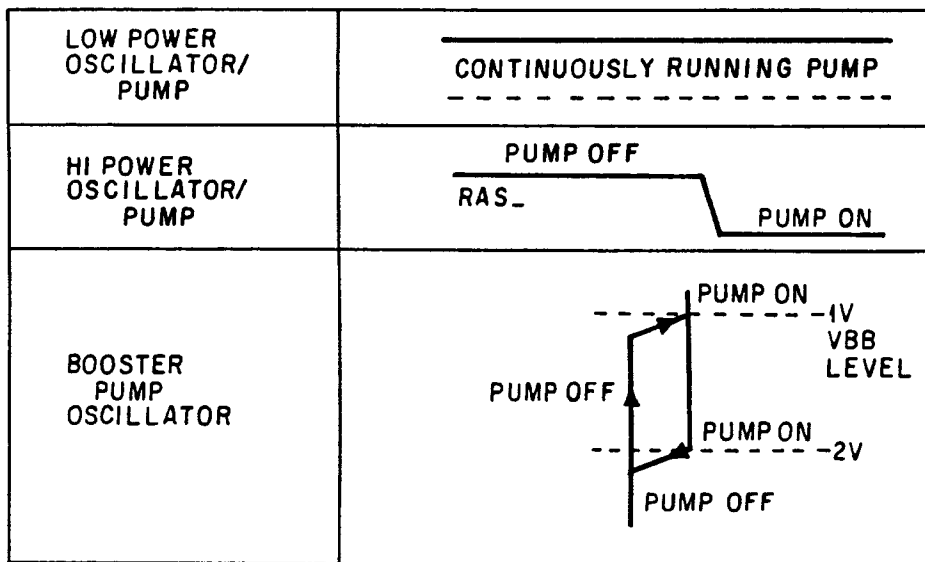 LOW POWER
OSCILLATOR/
PUMP
CONTINUOUSLY RUNNING PUMP
HI POWER
OSCILLATOR/
PUMP
PUMP OFF
RAS_
PUMP ON
BOOSTER
PUMP
OSCILLATOR
PUMP ON
-1V
VBB
LEVEL
PUMP OFF
PUMP ON
-2V
PUMP OFF